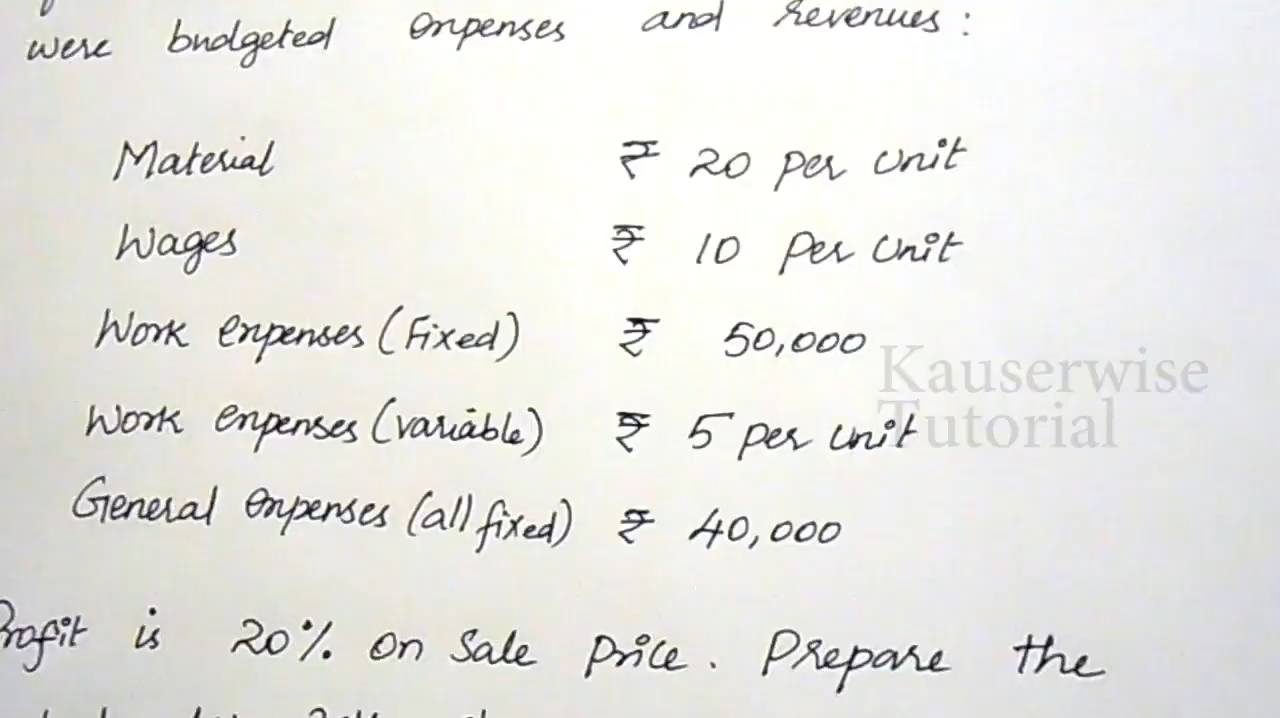 were budgeted expenses and revenues:
Material ₹ 20 per unit
Wages ₹ 10 Per Unit
Work expenses (Fixed) ₹ 50,000
Kauserwise
Work expenses (variable) ₹ 5 per unit
Tutorial
General expenses (all fixed) ₹ 40,000
Profit is 20% on Sale Price. Prepare the